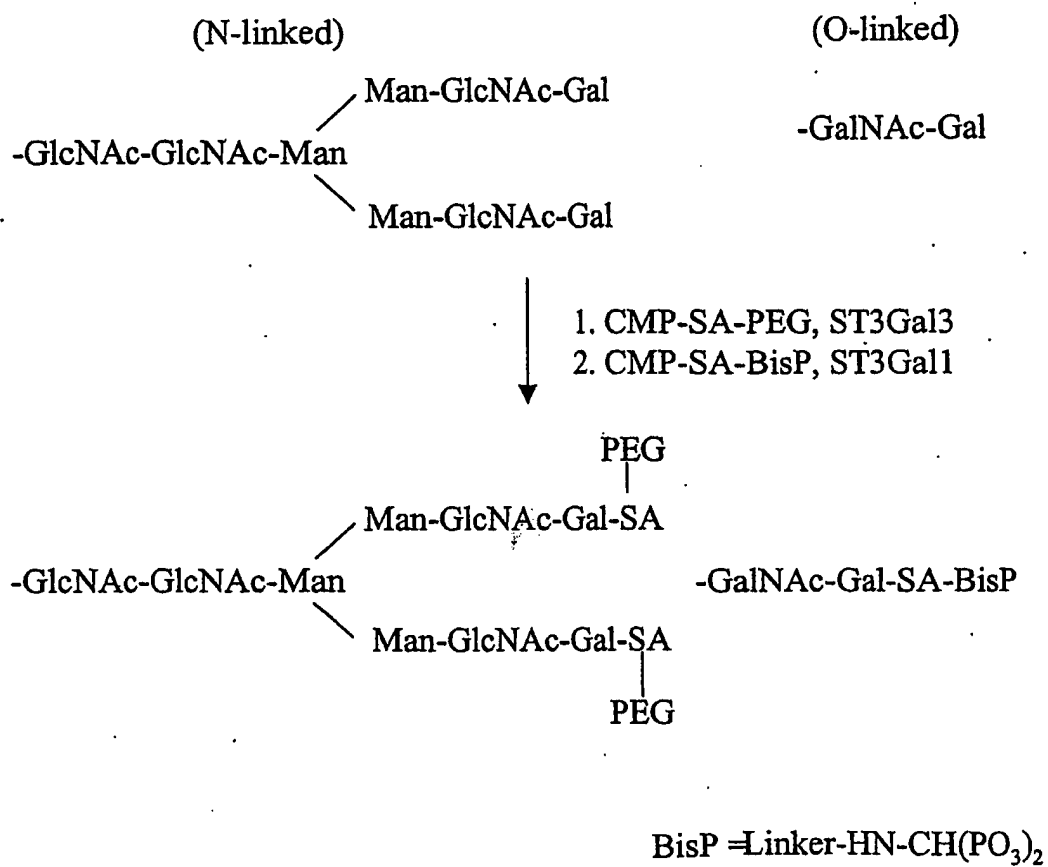 (N-linked)
(O-linked)
Man-GlcNAc-Gal
-GalNAc-Gal
-GlcNAc-GlcNAc-Man
Man-GlcNAc-Gal
1. CMP-SA-PEG, ST3Gal3
2. CMP-SA-BisP, ST3Gal1
PEG
Man-GlcNAc-Gal-SA
-GlcNAc-GlcNAc-Man
-GalNAc-Gal-SA-BisP
Man-GlcNAc-Gal-SA
PEG
BisP =Linker-HN-CH(PO₃)₂